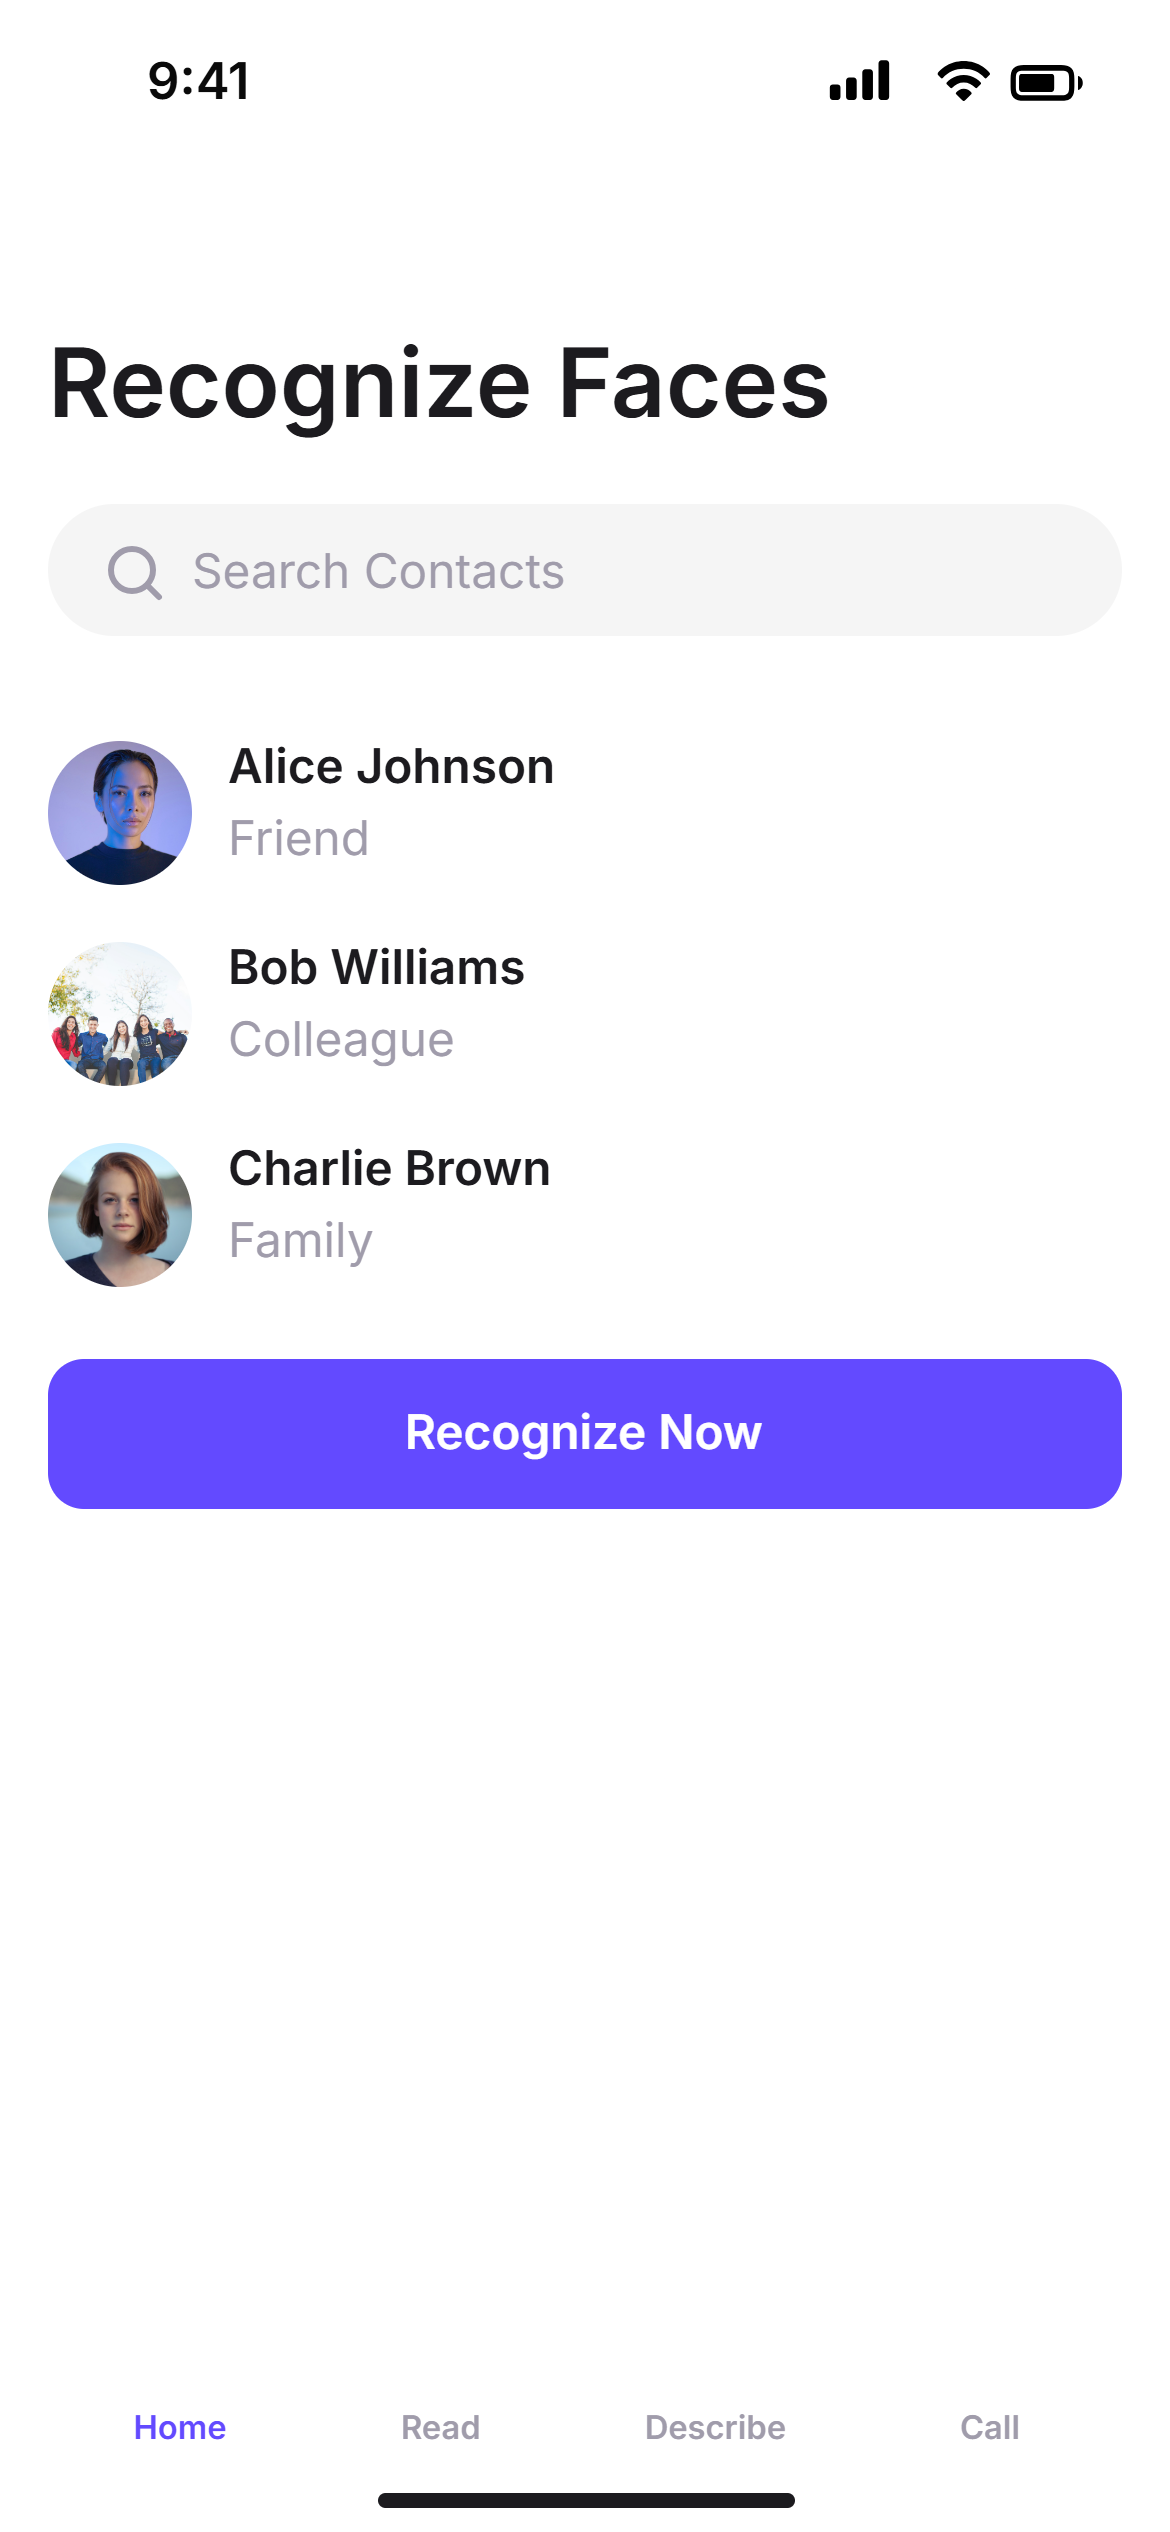 9:41
Recognize Faces
Search Contacts
Alice Johnson
Friend
Bob Williams
Colleague
Charlie Brown
Family
Recognize Now
Home
Read
Describe
Call